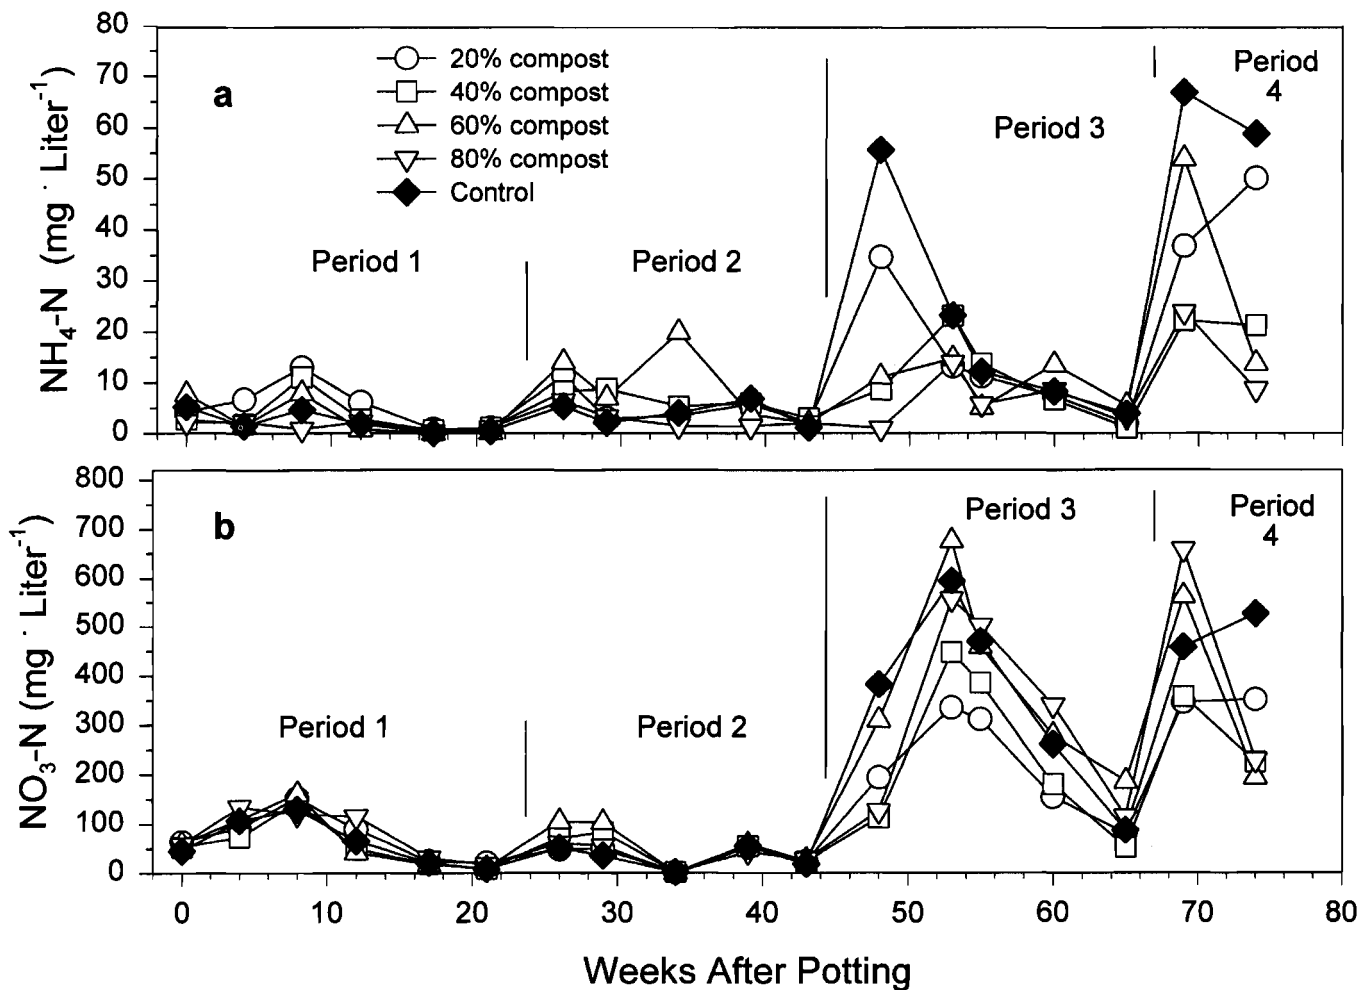 80
70
60
50
40
30
20
10
0
NH₄-N (mg · Liter⁻¹)
a
20% compost
40% compost
60% compost
80% compost
Control
Period 1
Period 2
Period 3
Period
4
800
700
600
500
400
300
200
100
0
NO₃-N (mg · Liter⁻¹)
b
Period 1
Period 2
Period 3
Period
4
0 10 20 30 40 50 60 70 80
Weeks After Potting